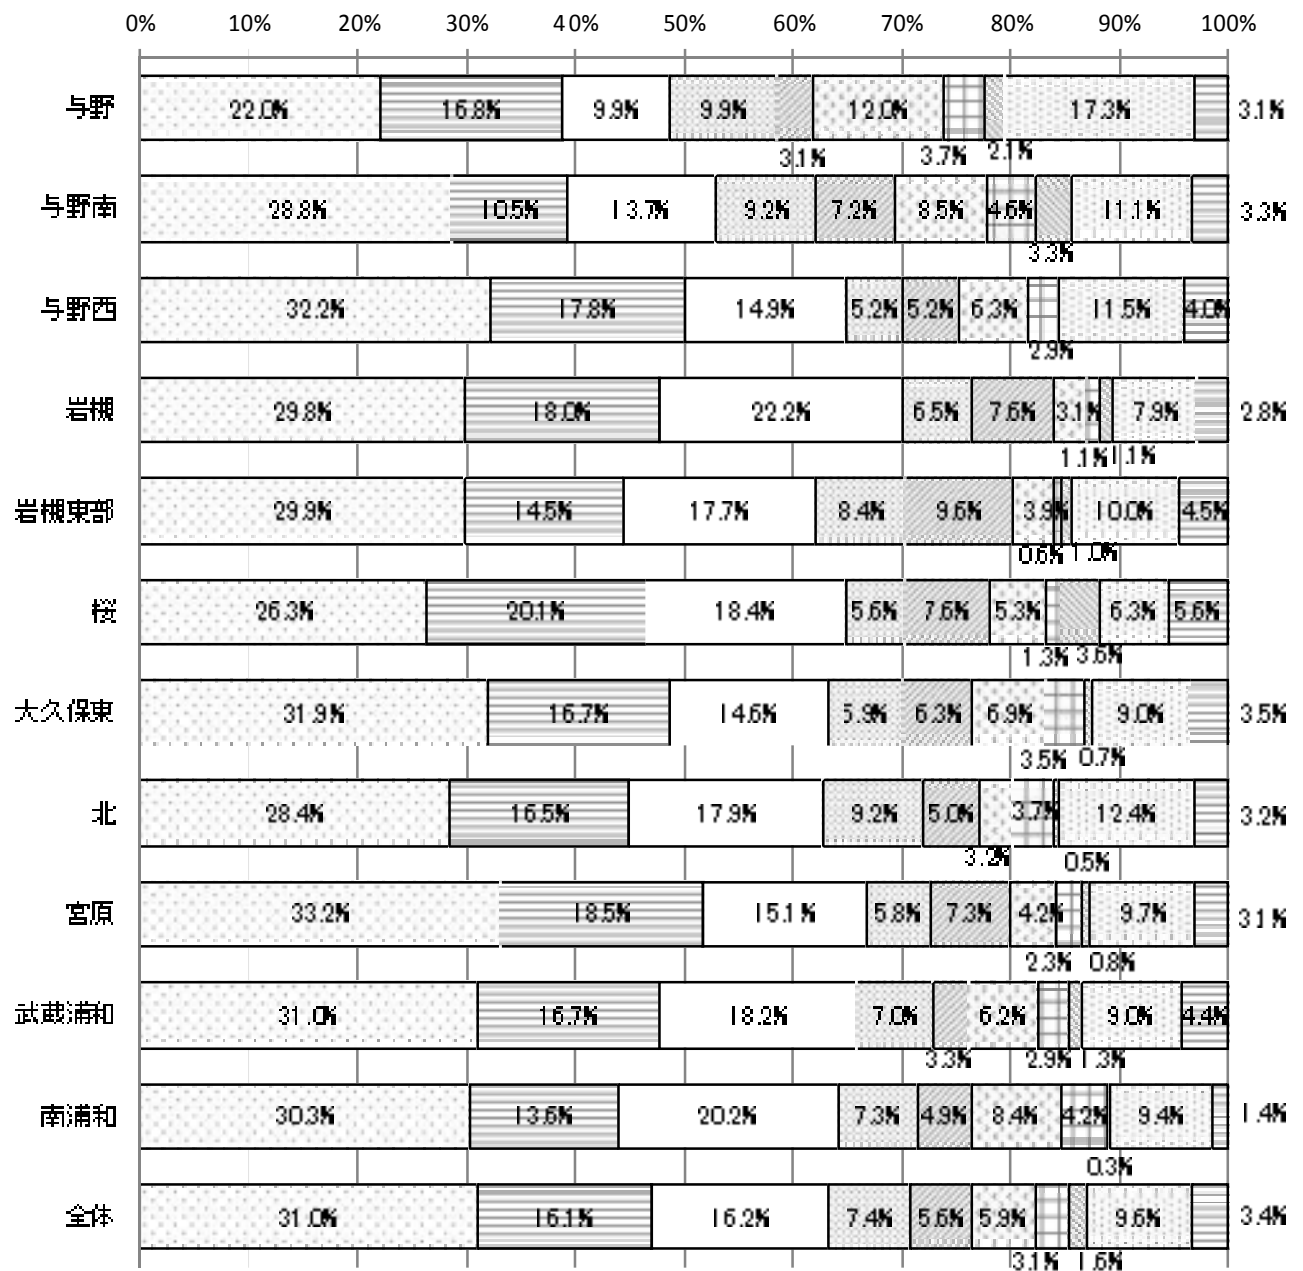 0% 10% 20% 30% 40% 50% 60% 70% 80% 90% 100%
与野 22.0% 16.8% 9.9% 9.9% 12.0% 17.3% 3.1%
3.1% 3.7% 2.1%
与野南 28.8% 10.5% 13.7% 9.2% 7.2% 8.5% 4.6% 11.1% 3.3%
3.3%
与野西 32.2% 17.8% 14.9% 5.2% 5.2% 6.3% 11.5% 4.0%
2.9%
岩槻 29.8% 18.0% 22.2% 6.5% 7.6% 3.1% 7.9% 2.8%
1.1% 1.1%
岩槻東部 29.9% 14.5% 17.7% 8.4% 9.6% 3.9% 10.0% 4.5%
0.6% 1.0%
桜 26.3% 20.1% 18.4% 5.6% 7.6% 5.3% 6.3% 5.6%
1.3% 3.6%
大久保東 31.9% 16.7% 14.6% 5.9% 6.3% 6.9% 9.0% 3.5%
3.5% 0.7%
北 28.4% 16.5% 17.9% 9.2% 5.0% 3.7% 12.4% 3.2%
3.2% 0.5%
宮原 33.2% 18.5% 15.1% 5.8% 7.3% 4.2% 9.7% 3.1%
2.3% 0.8%
武蔵浦和 31.0% 16.7% 18.2% 7.0% 6.2% 9.0% 4.4%
3.3% 2.9% 1.3%
南浦和 30.3% 13.6% 20.2% 7.3% 4.9% 8.4% 4.2% 9.4% 1.4%
0.3%
全体 31.0% 16.1% 16.2% 7.4% 5.6% 5.9% 9.6% 3.4%
3.1% 1.6%